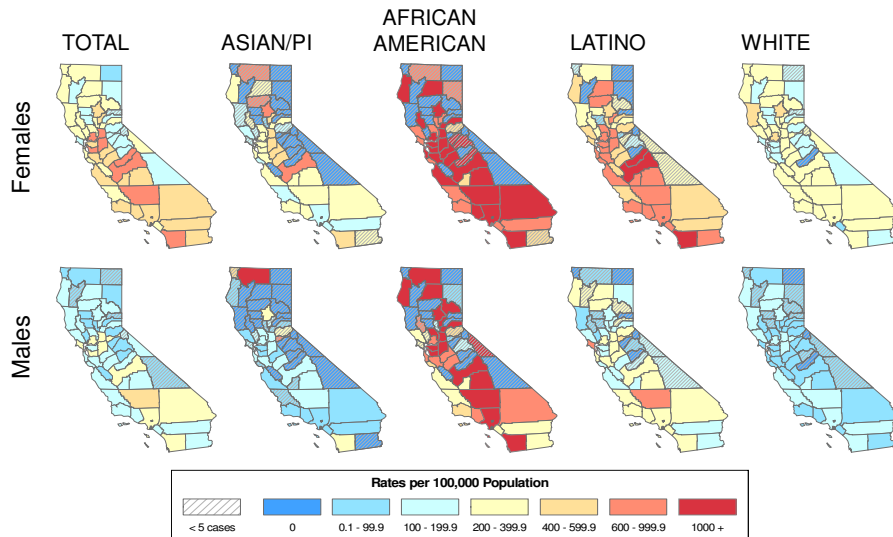 TOTAL ASIAN/PI AFRICAN AMERICAN LATINO WHITE
Females
Males
Rates per 100,000 Population
< 5 cases 0 0.1 - 99.9 100 - 199.9 200 - 399.9 400 - 599.9 600 - 999.9 1000 +